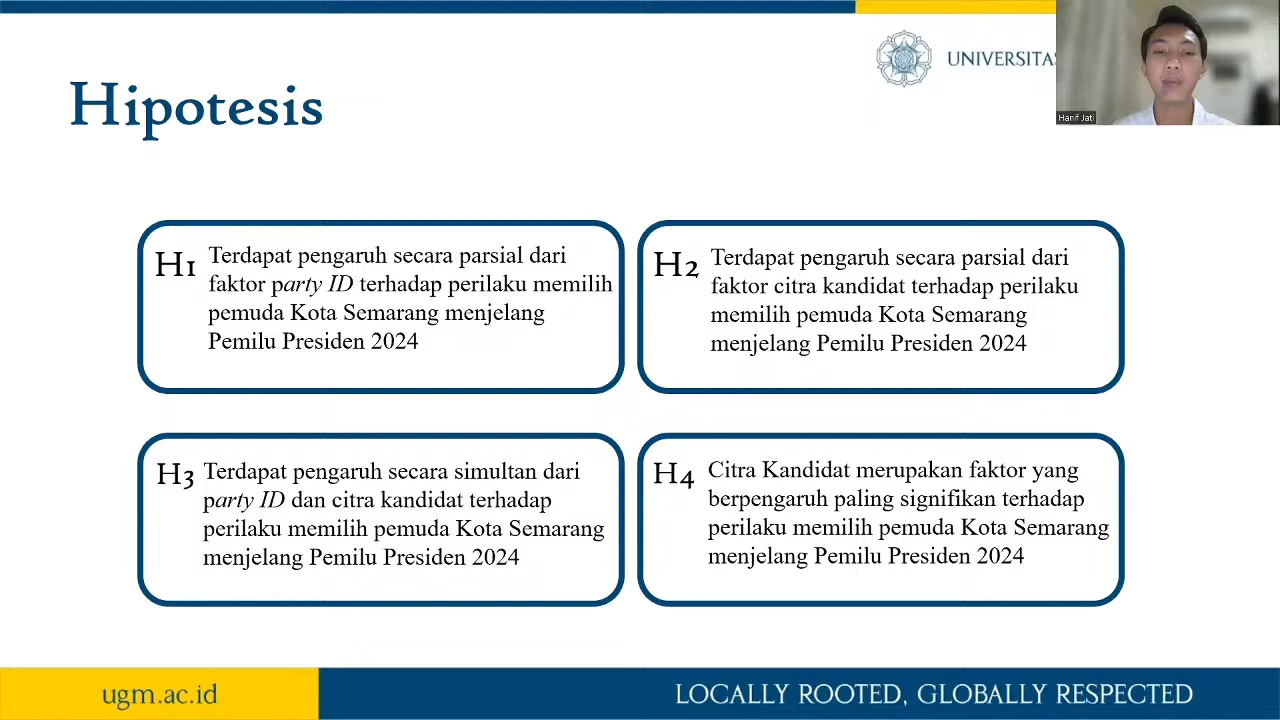 UNIVERSITAS
Hanif Jati
Hipotesis
H1
Terdapat pengaruh secara parsial dari
faktor party ID terhadap perilaku memilih
pemuda Kota Semarang menjelang
Pemilu Presiden 2024
H2
Terdapat pengaruh secara parsial dari
faktor citra kandidat terhadap perilaku
memilih pemuda Kota Semarang
menjelang Pemilu Presiden 2024
H3
Terdapat pengaruh secara simultan dari
party ID dan citra kandidat terhadap
perilaku memilih pemuda Kota Semarang
menjelang Pemilu Presiden 2024
H4
Citra Kandidat merupakan faktor yang
berpengaruh paling signifikan terhadap
perilaku memilih pemuda Kota Semarang
menjelang Pemilu Presiden 2024
ugm.ac.id
LOCALLY ROOTED, GLOBALLY RESPECTED